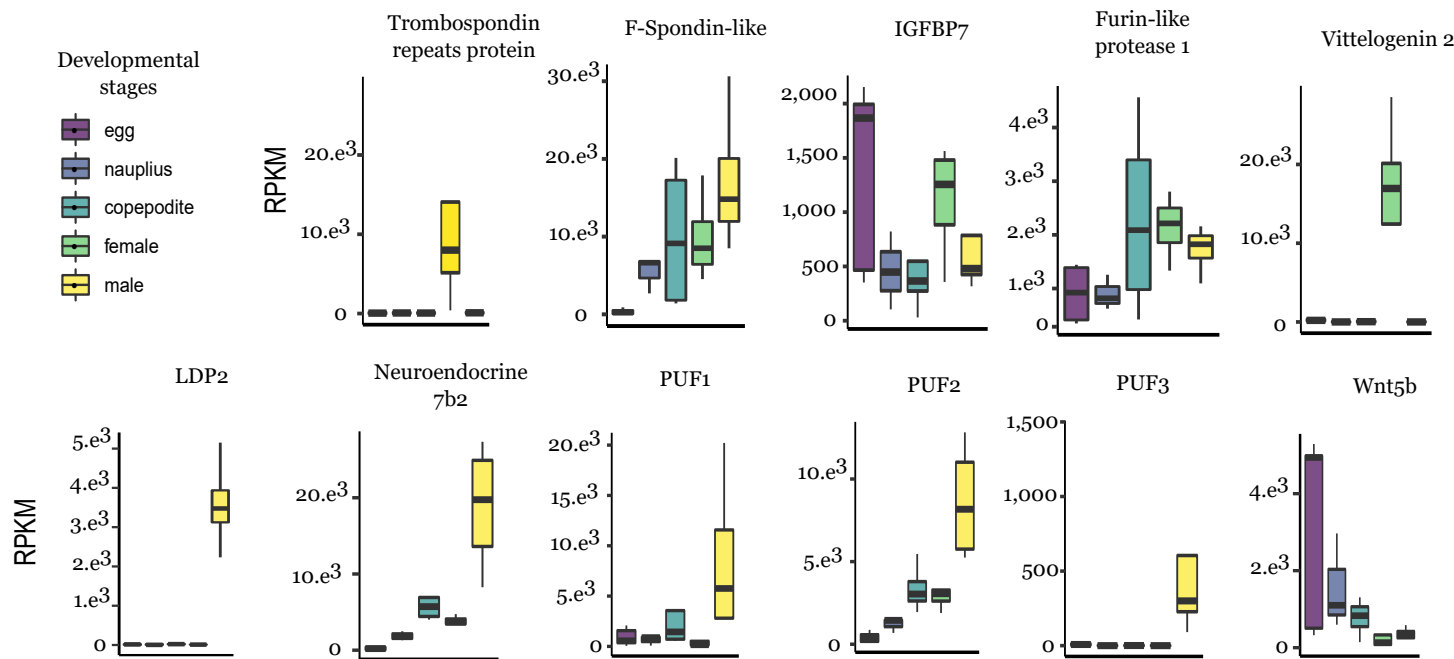 Developmental
stages
egg
nauplius
copepodite
female
male
RPKM
Trombospondin
repeats protein
20.e³
10.e³
0
F-Spondin-like
30.e³
20.e³
10.e³
0
IGFBP7
2,000
1,500
1,000
500
0
Furin-like
protease 1
4.e³
3.e³
2.e³
1.e³
0
Vittelogenin 2
20.e³
10.e³
0
RPKM
LDP2
5.e³
4.e³
3.e³
2.e³
1.e³
0
Neuroendocrine
7b2
20.e³
10.e³
0
PUF1
20.e³
15.e³
10.e³
5.e³
0
PUF2
10.e³
5.e³
0
PUF3
1,500
1,000
500
0
Wnt5b
4.e³
2.e³
0